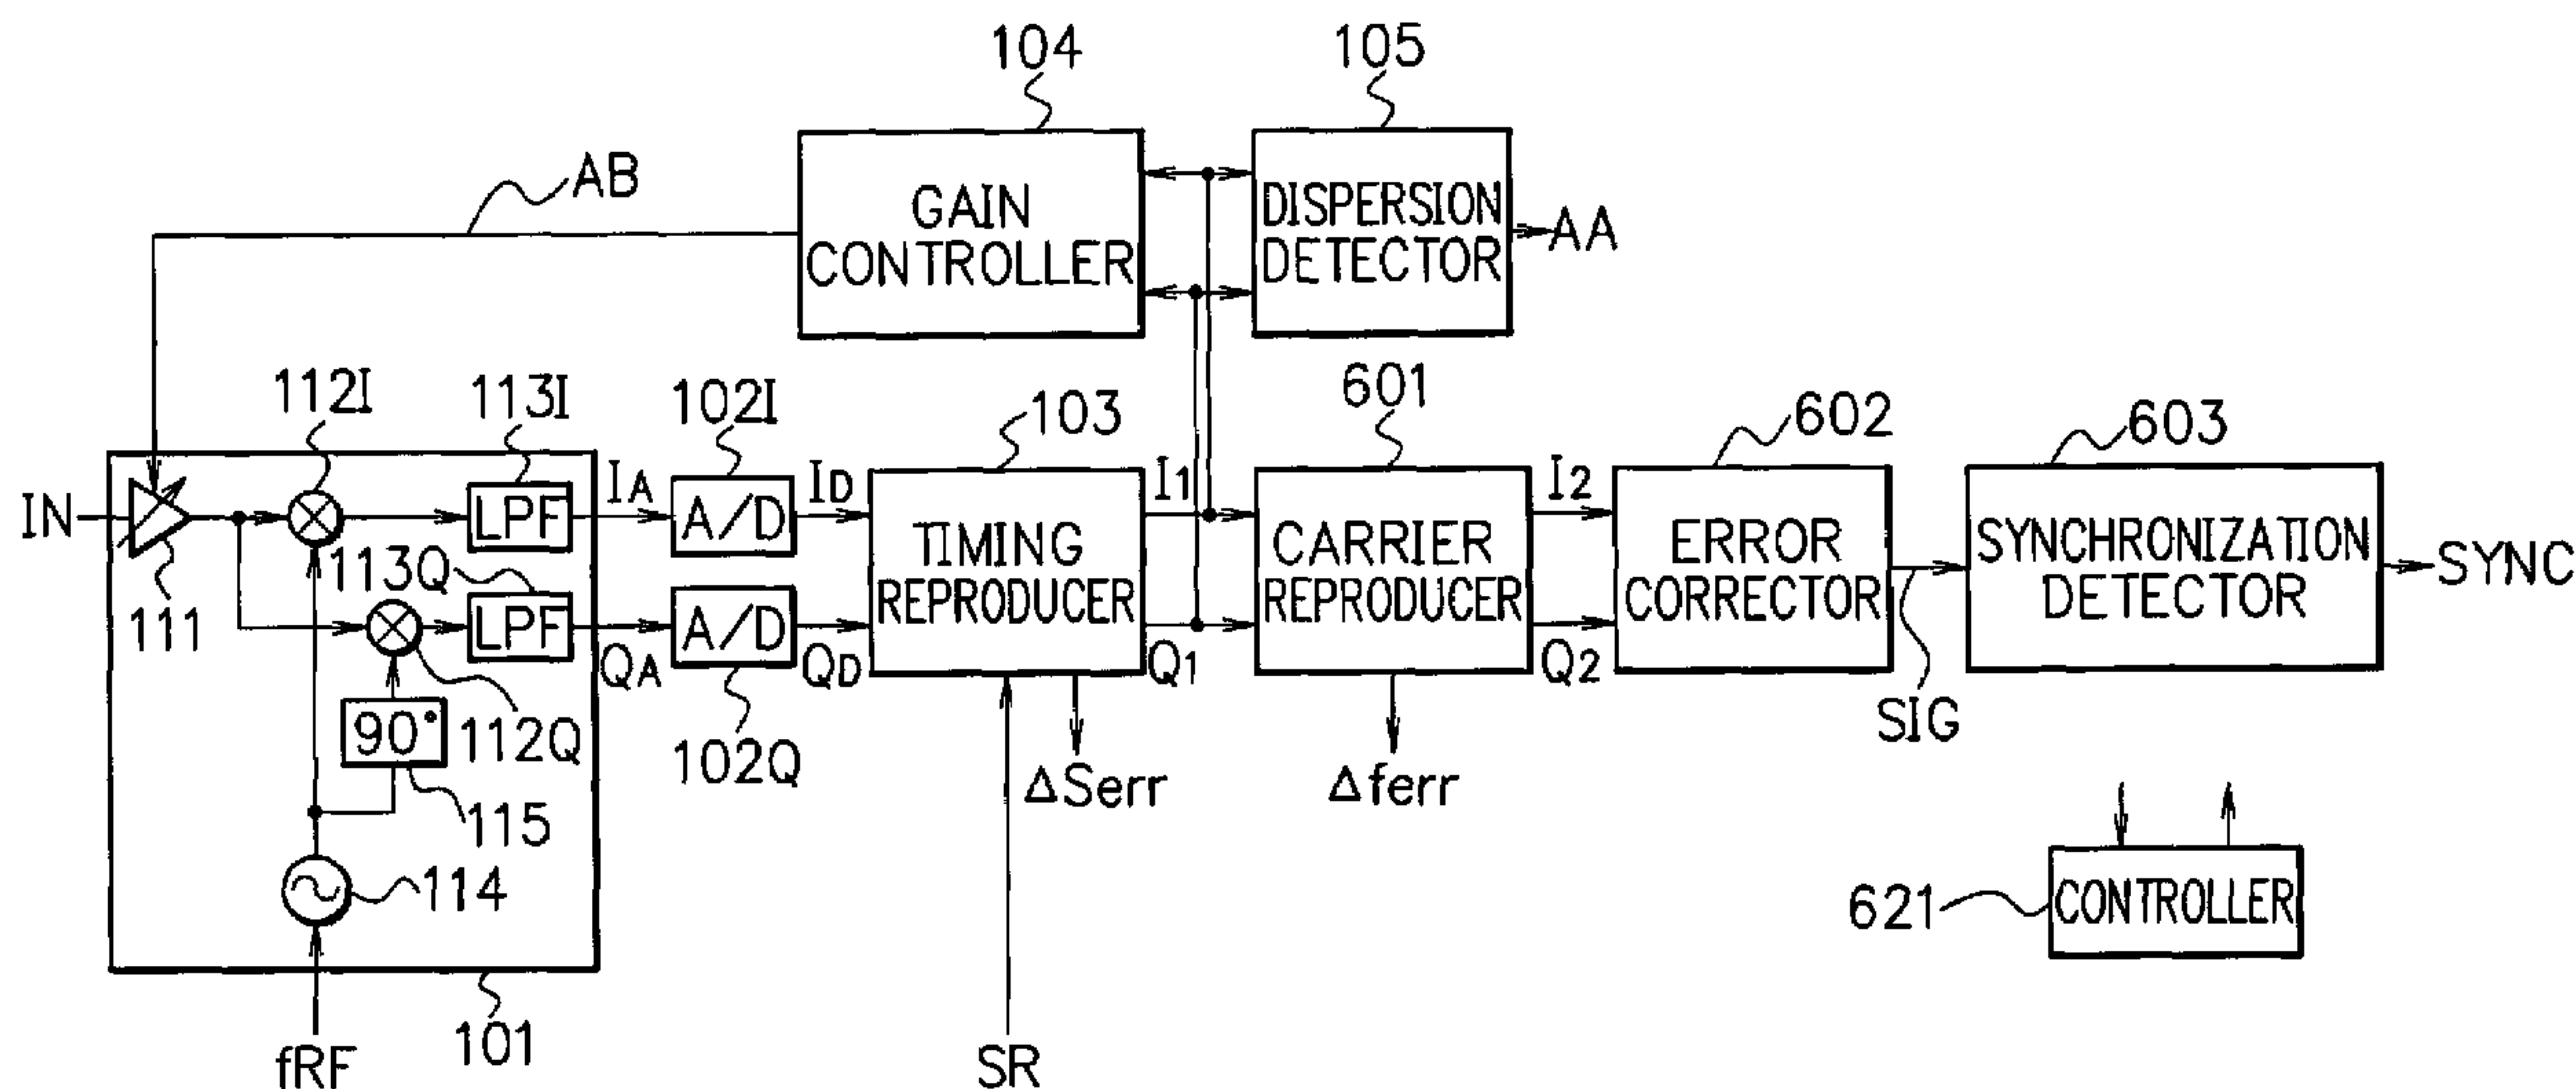 104
105
AB
GAIN
CONTROLLER
DISPERSION
DETECTOR
AA
112I
113I
102I
103
601
602
603
IN
LPF
IA
A/D
ID
TIMING
REPRODUCER
I1
CARRIER
REPRODUCER
I2
ERROR
CORRECTOR
SYNCHRONIZATION
DETECTOR
SYNC
111
113Q
LPF
QA
A/D
QD
Q1
Q2
SIG
90°
112Q
102Q
ΔSerr
Δferr
115
114
621
CONTROLLER
101
fRF
SR